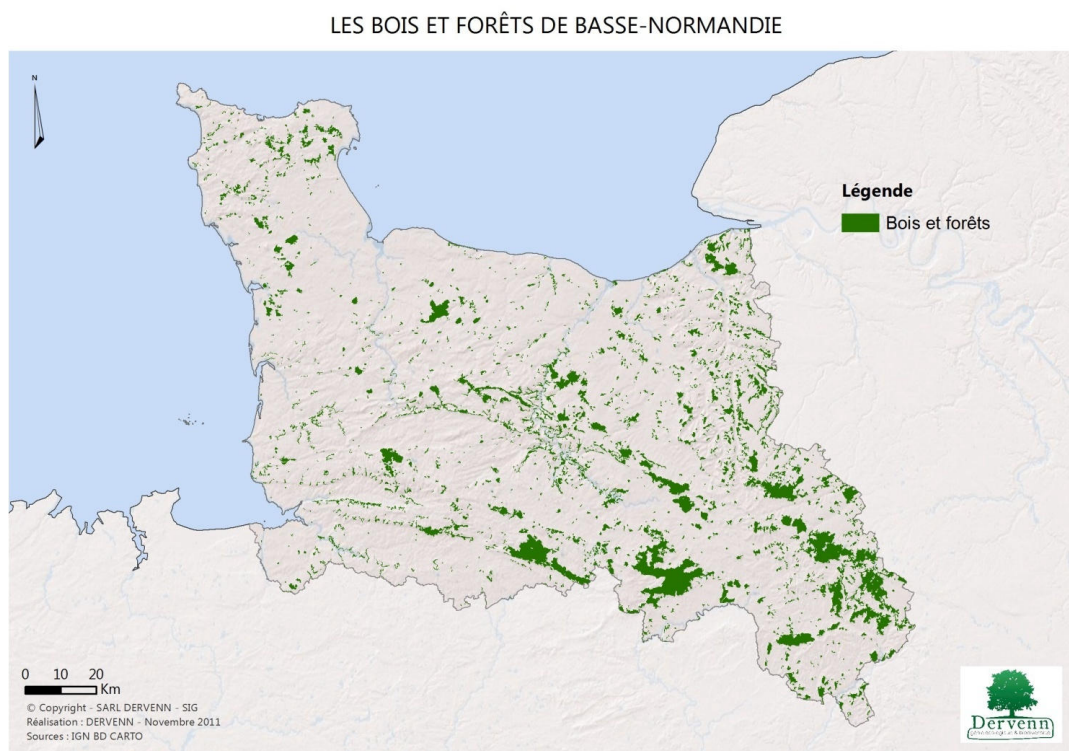 LES BOIS ET FORÊTS DE BASSE-NORMANDIE
N
Légende
Bois et forêts
0 10 20
Km
© Copyright - SARL DERVENN - SIG
Réalisation : DERVENN - Novembre 2011
Sources : IGN BD CARTO
Dervenn